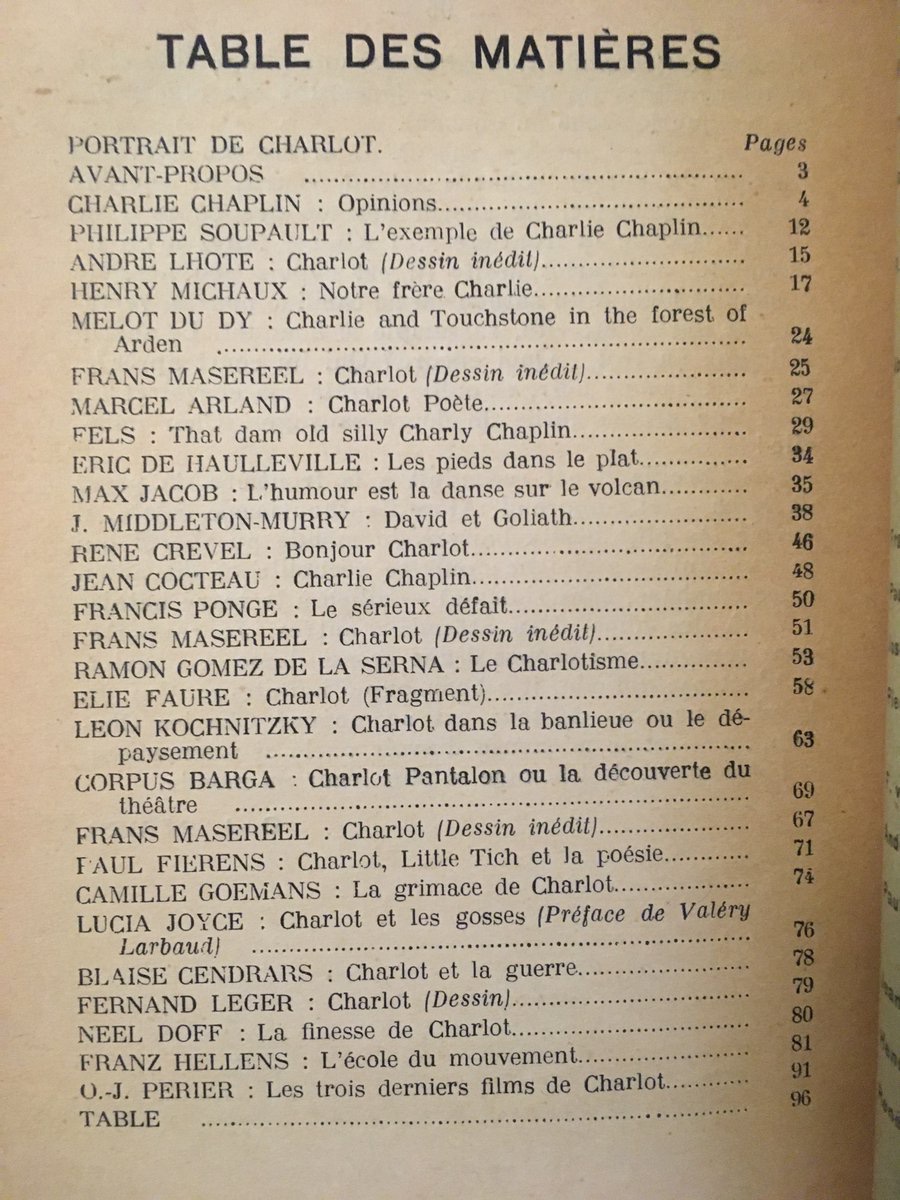 TABLE DES MATIÈRES
PORTRAIT DE CHARLOT. Pages
AVANT-PROPOS ........ 3
CHARLIE CHAPLIN : Opinions........ 4
PHILIPPE SOUPAULT : L'exemple de Charlie Chaplin...... 12
ANDRE LHOTE : Charlot (Dessin inédit)........ 15
HENRY MICHAUX : Notre frère Charlie........ 17
MELOT DU DY : Charlie and Touchstone in the forest of
Arden ........ 24
FRANS MASEREEL : Charlot (Dessin inédit)........ 25
MARCEL ARLAND : Charlot Poète........ 27
FELS : That dam old silly Charly Chaplin........ 29
ERIC DE HAULLEVILLE : Les pieds dans le plat........ 34
MAX JACOB : L'humour est la danse sur le volcan........ 35
J. MIDDLETON-MURRY : David et Goliath........ 38
RENE CREVEL : Bonjour Charlot........ 46
JEAN COCTEAU : Charlie Chaplin........ 48
FRANCIS PONGE : Le sérieux défait........ 50
FRANS MASEREEL : Charlot (Dessin inédit)........ 51
RAMON GOMEZ DE LA SERNA : Le Charlotisme........ 53
ELIE FAURE : Charlot (Fragment)........ 58
LEON KOCHNITZKY : Charlot dans la banlieue ou le dé-
paysement ........ 63
CORPUS BARGA : Charlot Pantalon ou la découverte du
théâtre ........ 69
FRANS MASEREEL : Charlot (Dessin inédit)........ 67
PAUL FIERENS : Charlot, Little Tich et la poésie........ 71
CAMILLE GOEMANS : La grimace de Charlot........ 74
LUCIA JOYCE : Charlot et les gosses (Préface de Valéry
Larbaud) ........ 76
BLAISE CENDRARS : Charlot et la guerre........ 78
FERNAND LEGER : Charlot (Dessin)........ 79
NEEL DOFF : La finesse de Charlot........ 80
FRANZ HELLENS : L'école du mouvement........ 81
O.-J. PERIER : Les trois derniers films de Charlot........ 91
TABLE ........ 96